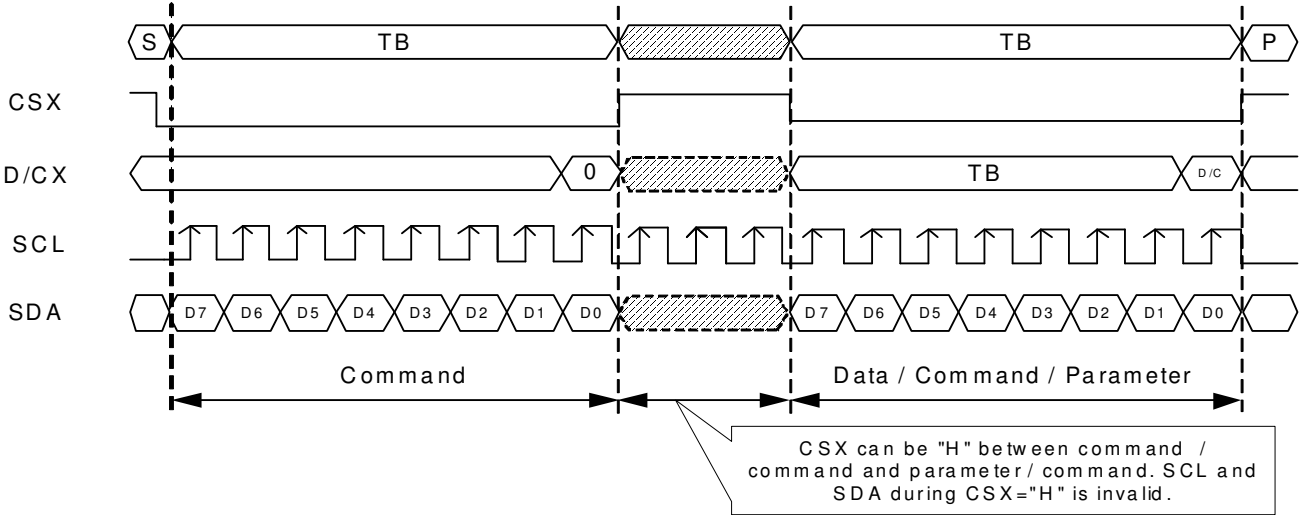 S TB TB P
CSX
D/CX 0 TB D/C
SCL
SDA D7 D6 D5 D4 D3 D2 D1 D0 D7 D6 D5 D4 D3 D2 D1 D0
Command Data / Command / Parameter
CSX can be "H" between command /
command and parameter / command. SCL and
SDA during CSX="H" is invalid.